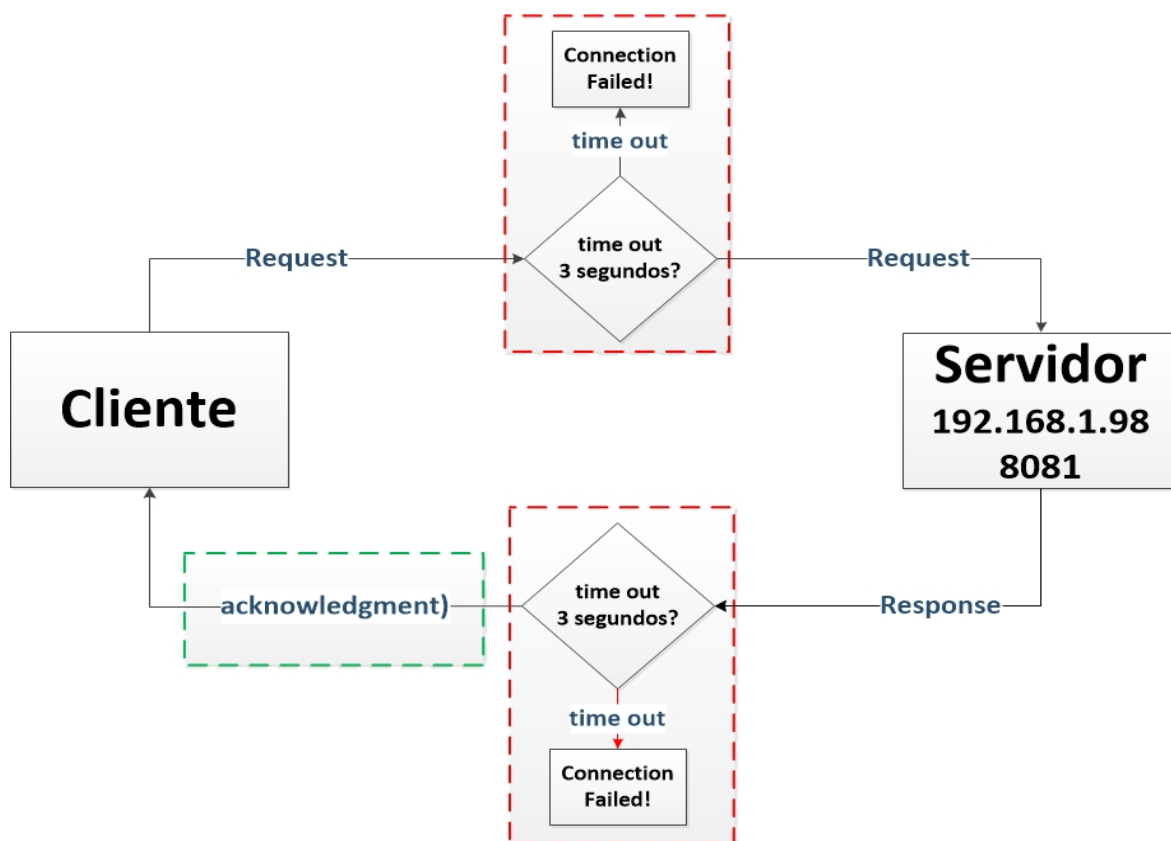 Connection
Failed!
time out
time out
3 segundos?
Request
Request
Cliente
Servidor
192.168.1.98
8081
acknowledgment)
time out
3 segundos?
Response
time out
Connection
Failed!